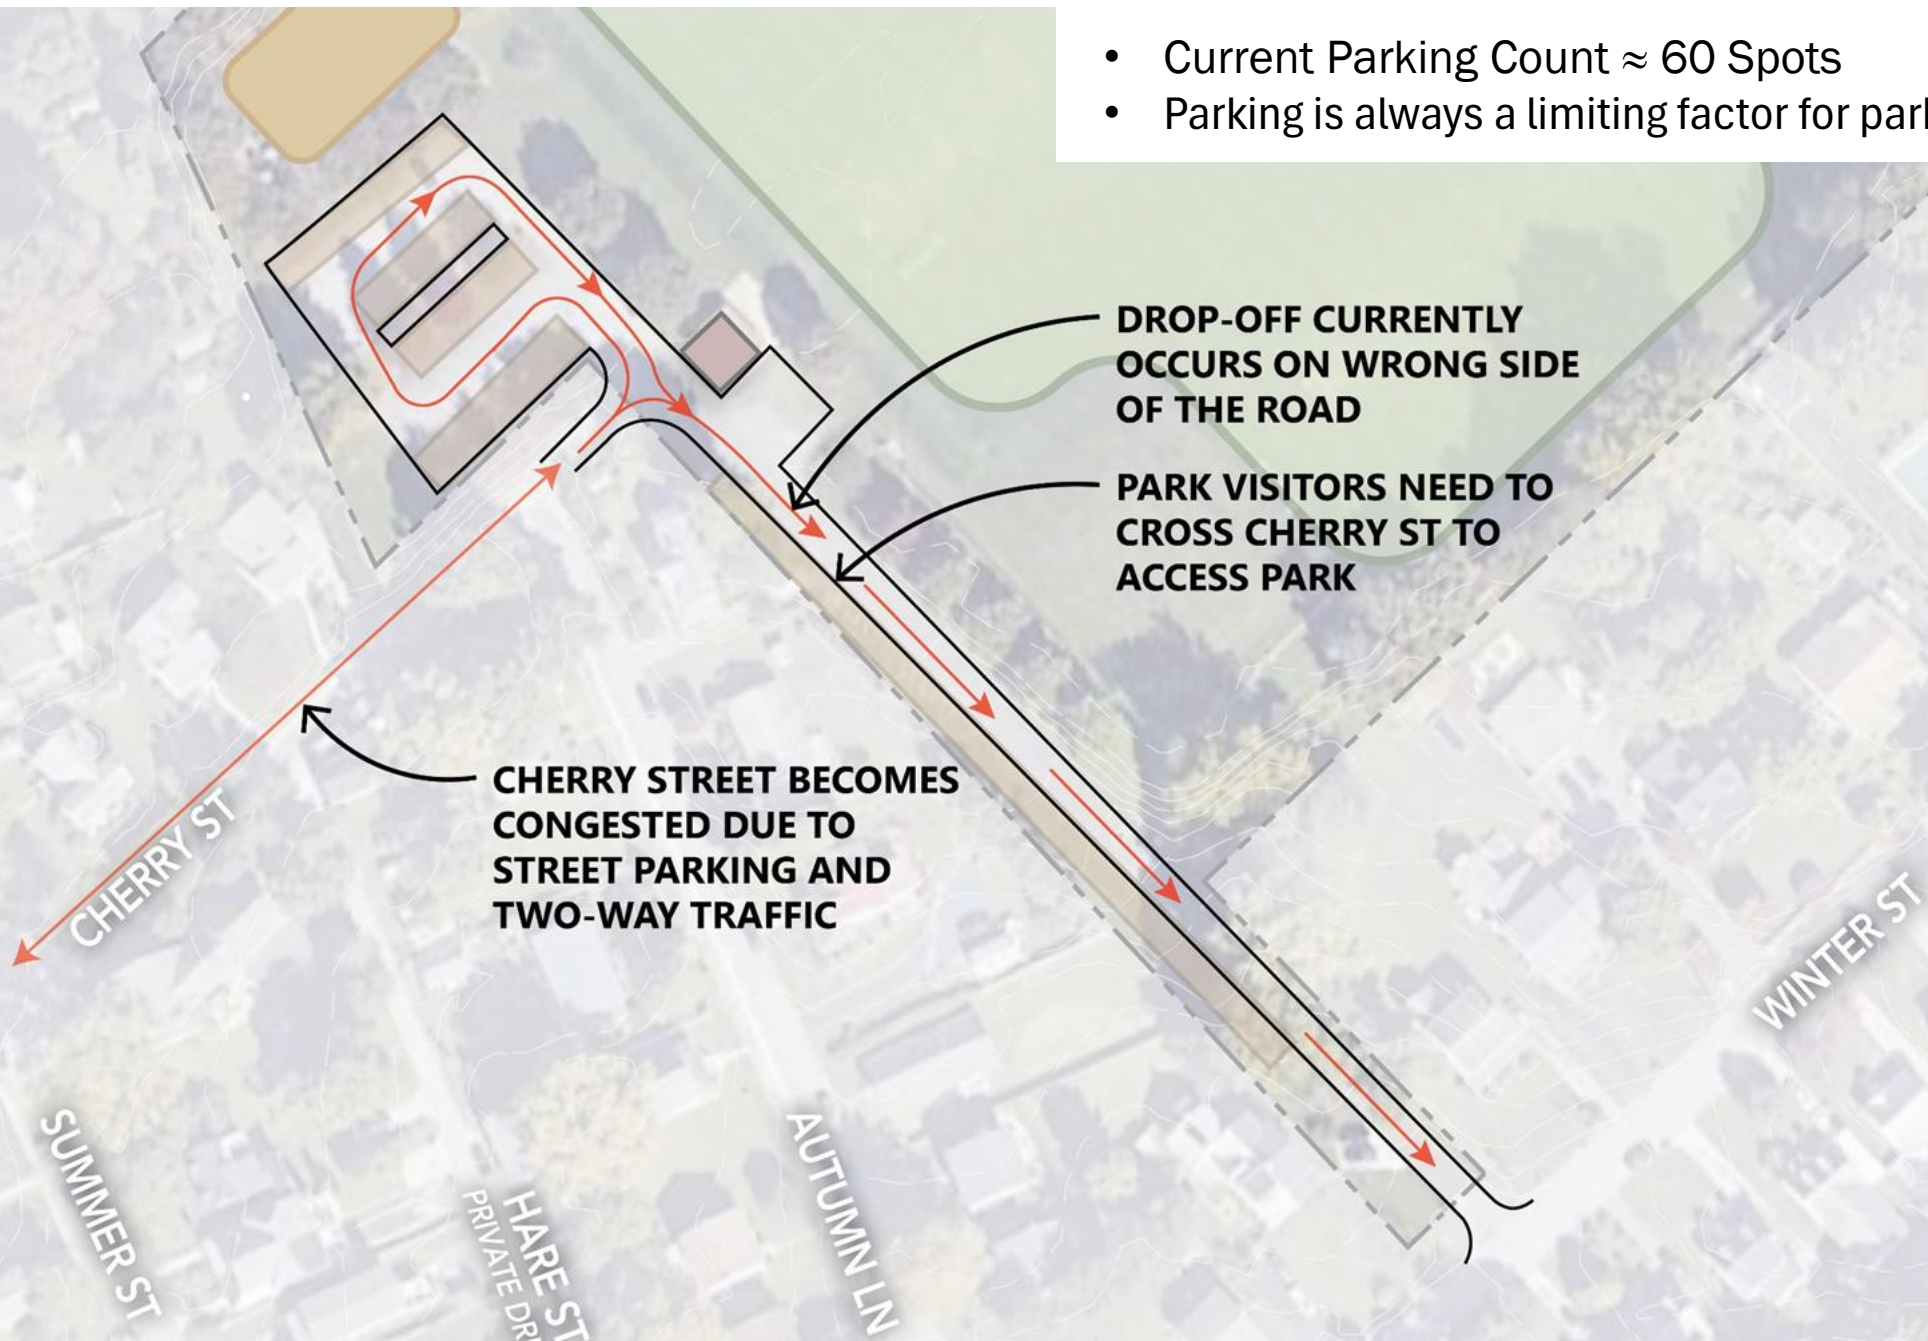 • Current Parking Count ≈ 60 Spots
• Parking is always a limiting factor for
DROP-OFF CURRENTLY
OCCURS ON WRONG SIDE
OF THE ROAD
PARK VISITORS NEED TO
CROSS CHERRY ST TO
ACCESS PARK
CHERRY STREET BECOMES
CONGESTED DUE TO
STREET PARKING AND
TWO-WAY TRAFFIC
CHERRY ST
WINTER ST
SUMMER ST
HARE ST
PRIVATE
AUTUMN LN